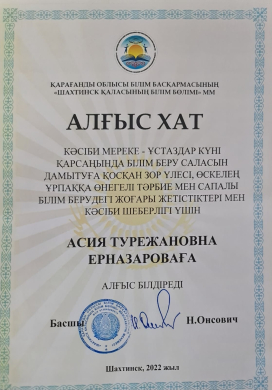 ҚАРАҒАНДЫ ОБЛЫСЫ БІЛІМ БАСҚАРМАСЫНЫҢ
«ШАХТИНСК ҚАЛАСЫНЫҢ БІЛІМ БӨЛІМІ» ММ
АЛҒЫС ХАТ
КӘСІБИ МЕРЕКЕ - ҰСТАЗДАР КҮНІ
ҚАРСАҢЫНДА БІЛІМ БЕРУ САЛАСЫН
ДАМЫТУҒА ҚОСҚАН ЗОР ҮЛЕСІ, ӨСКЕЛЕҢ
ҰРПАҚҚА ӨНЕГЕЛІ ТӘРБИЕ МЕН САПАЛЫ
БІЛІМ БЕРУДЕГІ ЖОҒАРЫ ЖЕТІСТІКТЕРІ МЕН
КӘСІБИ ШЕБЕРЛІГІ ҮШІН
АСИЯ ТУРЕЖАНОВНА
ЕРНАЗАРОВАҒА
АЛҒЫС БІЛДІРЕДІ
Басшы Н.Онсович
Шахтинск, 2022 жыл